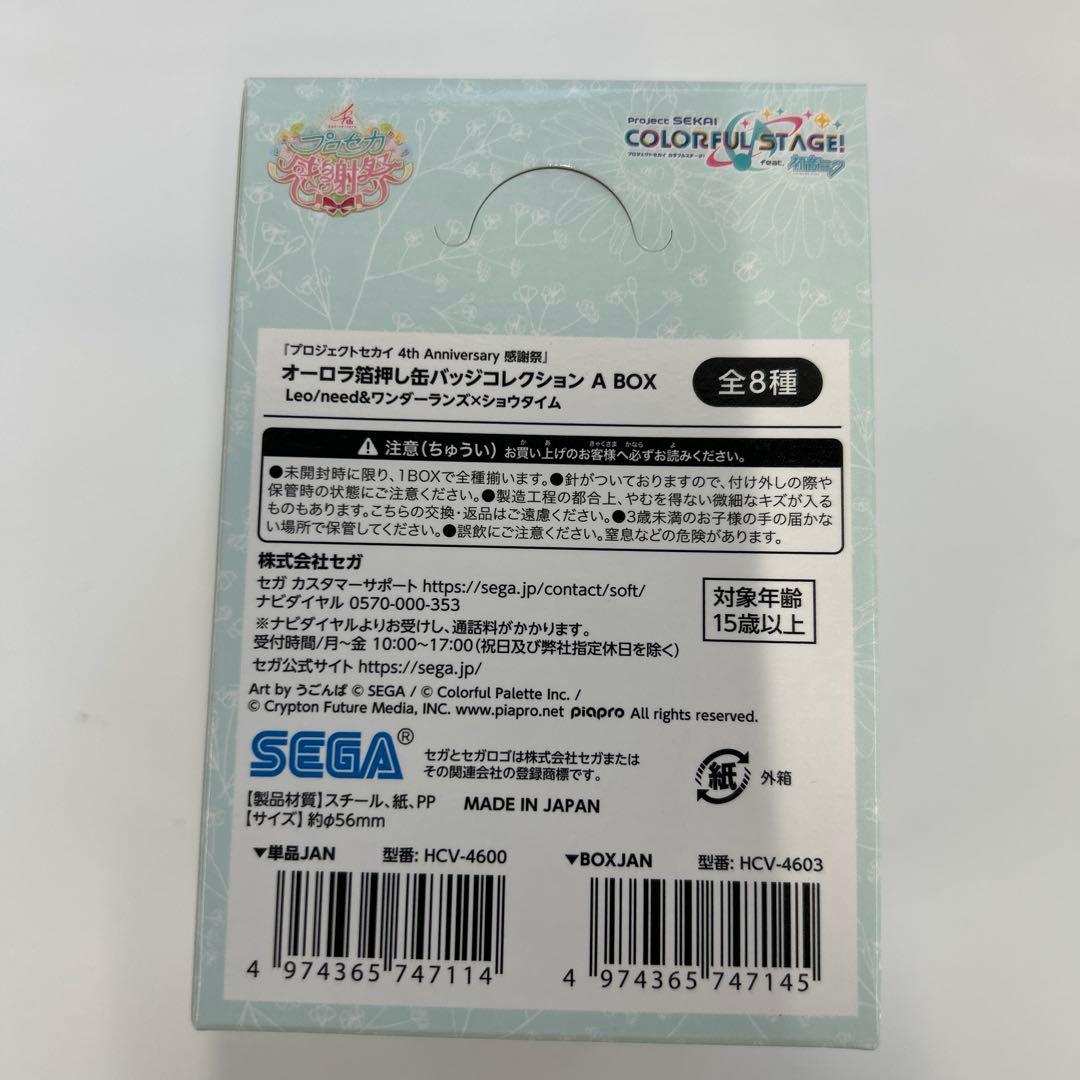 4th
Anniversary
プロセカ
感謝祭
Project SEKAI
COLORFUL STAGE!
プロジェクトセカイ カラフルステージ!
feat. 初音ミク
『プロジェクトセカイ 4th Anniversary 感謝祭』
オーロラ箔押し缶バッジコレクション A BOX
Leo/need&ワンダーランズ×ショウタイム
全8種
注意(ちゅうい) お買い上げのお客様へ必ずお読みください。
●未開封時に限り、1BOXで全種揃います。●針がついておりますので、付け外しの際や
保管時の状態にご注意ください。●製造工程の都合上、やむを得ない微細なキズが入る
ものもあります。こちらの交換・返品はご遠慮ください。●3歳未満のお子様の手の届かな
い場所で保管してください。●誤飲にご注意ください。窒息などの危険があります。
株式会社セガ
セガ カスタマーサポート https://sega.jp/contact/soft/
ナビダイヤル 0570-000-353
※ナビダイヤルよりお受けし、通話料がかかります。
受付時間/月~金 10:00~17:00(祝日及び弊社指定休日を除く)
セガ公式サイト https://sega.jp/
対象年齢
15歳以上
Art by うごんば © SEGA / © Colorful Palette Inc. /
© Crypton Future Media, INC. www.piapro.net piapro All rights reserved.
SEGA®
セガとセガロゴは株式会社セガまたは
その関連会社の登録商標です。
紙 外箱
【製品材質】スチール、紙、PP MADE IN JAPAN
【サイズ】約φ56mm
▼単品JAN 型番: HCV-4600
4 974365 747114
▼BOXJAN 型番: HCV-4603
4 974365 747145